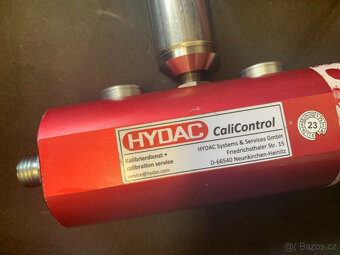 HYDAC CaliControl
Kalibrierdienst •
calibration service
service@hydac.com
HYDAC Systems & Services GmbH
Friedrichsthaler Str. 15
D-66540 Neunkirchen-Heinitz
23
Sbazoš.cz